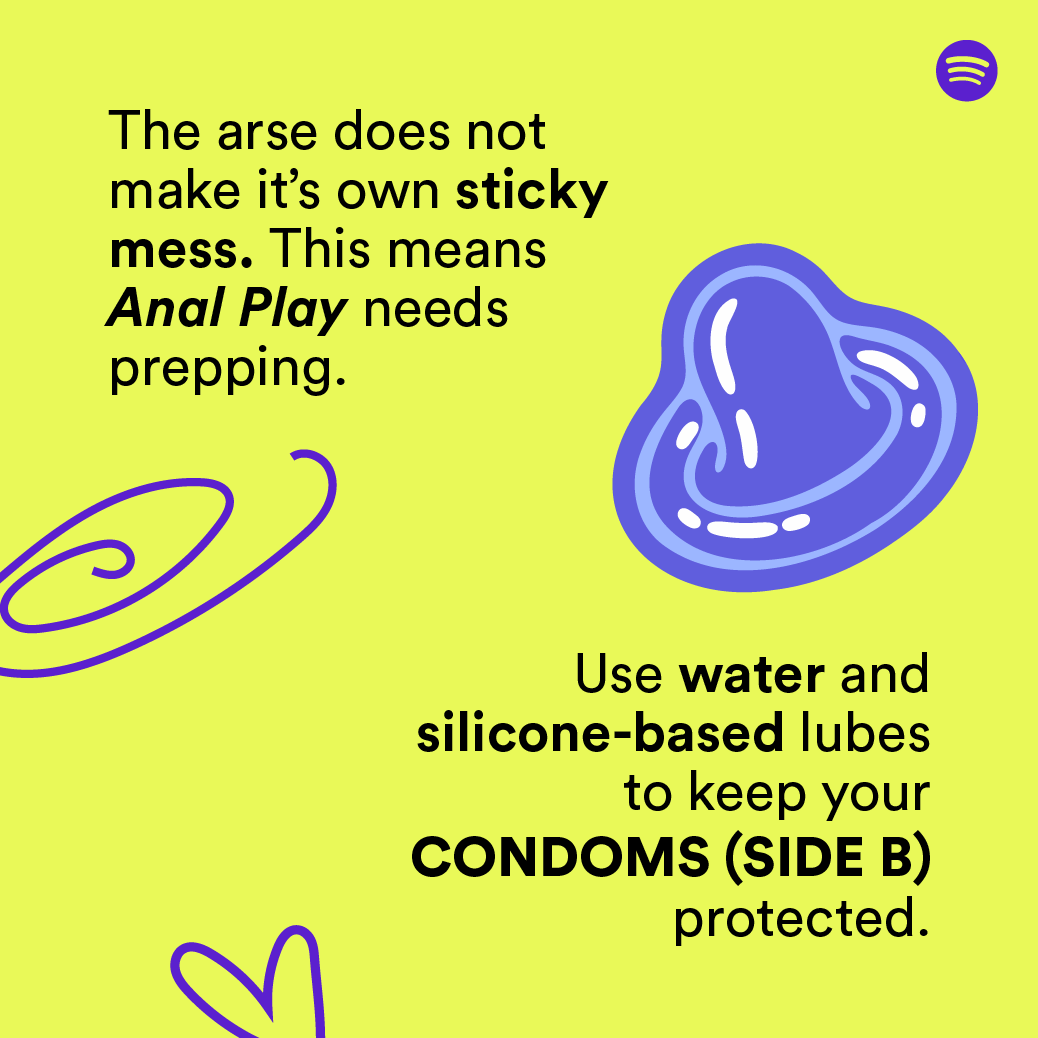 The arse does not
make it’s own sticky
mess. This means
Anal Play needs
prepping.
Use water and
silicone-based lubes
to keep your
CONDOMS (SIDE B)
protected.